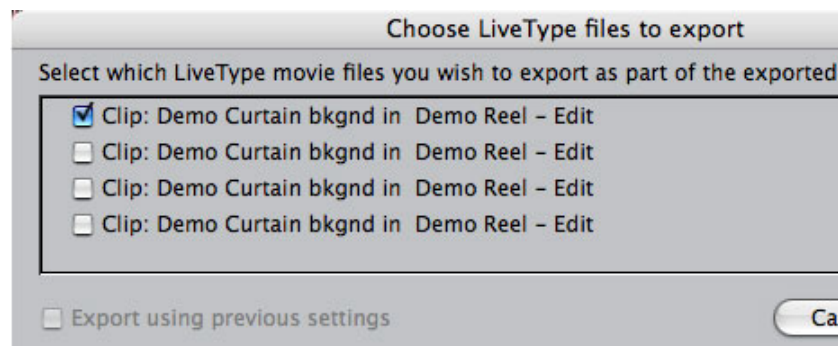 Choose LiveType files to export
Select which LiveType movie files you wish to export as part of the exported
Clip: Demo Curtain bkgnd in Demo Reel – Edit
Clip: Demo Curtain bkgnd in Demo Reel – Edit
Clip: Demo Curtain bkgnd in Demo Reel – Edit
Clip: Demo Curtain bkgnd in Demo Reel – Edit
Export using previous settings
Ca